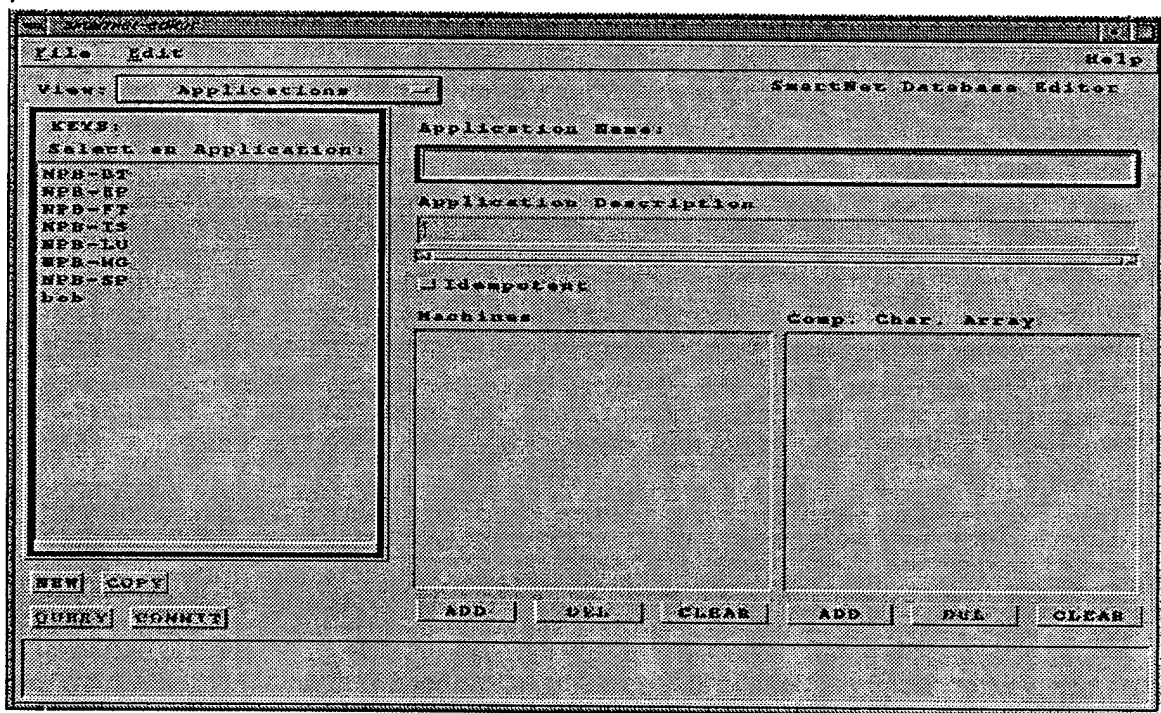 File Edit Help
View: Applications SmartNet Database Editor
KEYS:
Select an Application:
NPB-BT
NPB-EP
NPB-FT
NPB-IS
NPB-LU
NPB-MG
NPB-SP
bob
Application Name:
Application Description
Idempotent
Machines
Comp. Char. Array
NEW COPY
QUERY COMMIT
ADD DEL CLEAR ADD DEL CLEAR